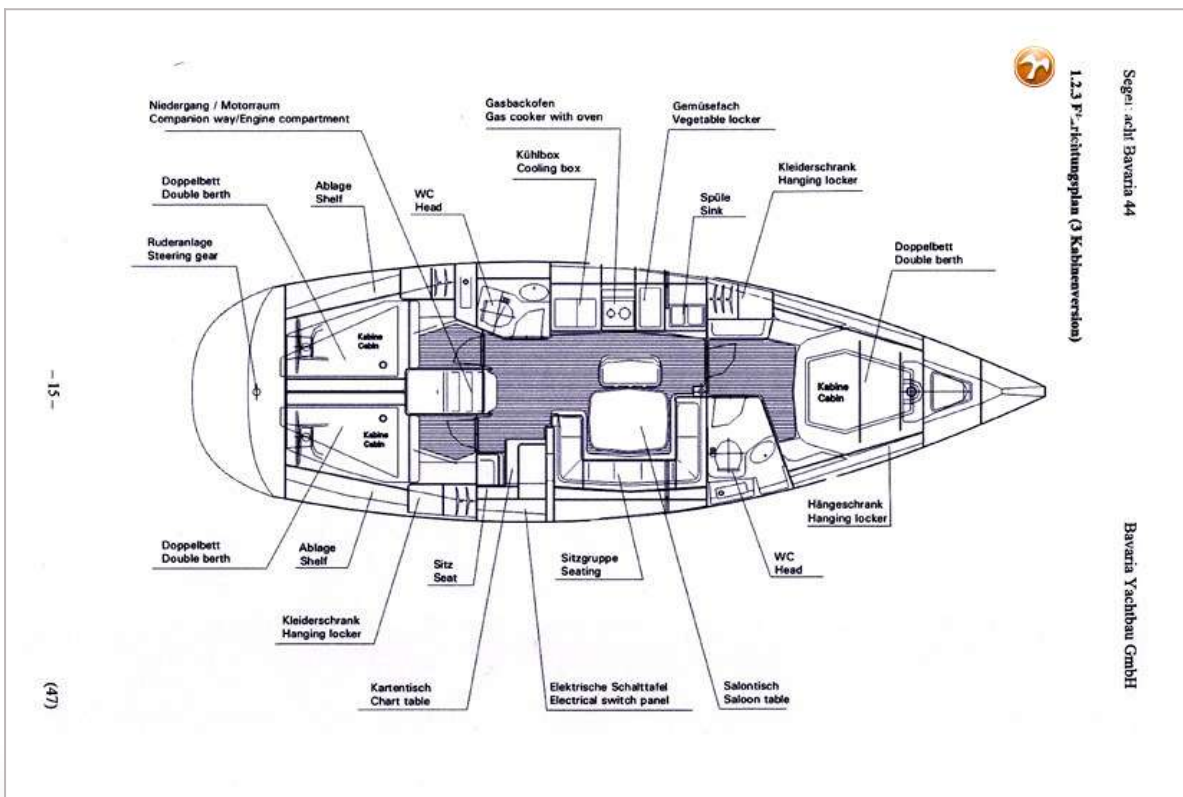 Segelyacht Bavaria 44
Bavaria Yachtbau GmbH
1.2.3 (3 Kabinenversion)
Niedergang / Motorraum
Companion way/Engine compartment
Gasbackofen
Gas cooker with oven
Gemüsefach
Vegetable locker
Kühlbox
Cooling box
Kleiderschrank
Hanging locker
Doppelbett
Double berth
Ablage
Shelf
WC
Head
Spüle
Sink
Ruderanlage
Steering gear
Doppelbett
Double berth
Kabine
Cabin
Kabine
Cabin
Kabine
Cabin
Doppelbett
Double berth
Ablage
Shelf
Sitz
Seat
Sitzgruppe
Seating
WC
Head
Hängeschrank
Hanging locker
Kleiderschrank
Hanging locker
Kartentisch
Chart table
Elektrische Schalttafel
Electrical switch panel
Salontisch
Saloon table
– 15 –
(47)